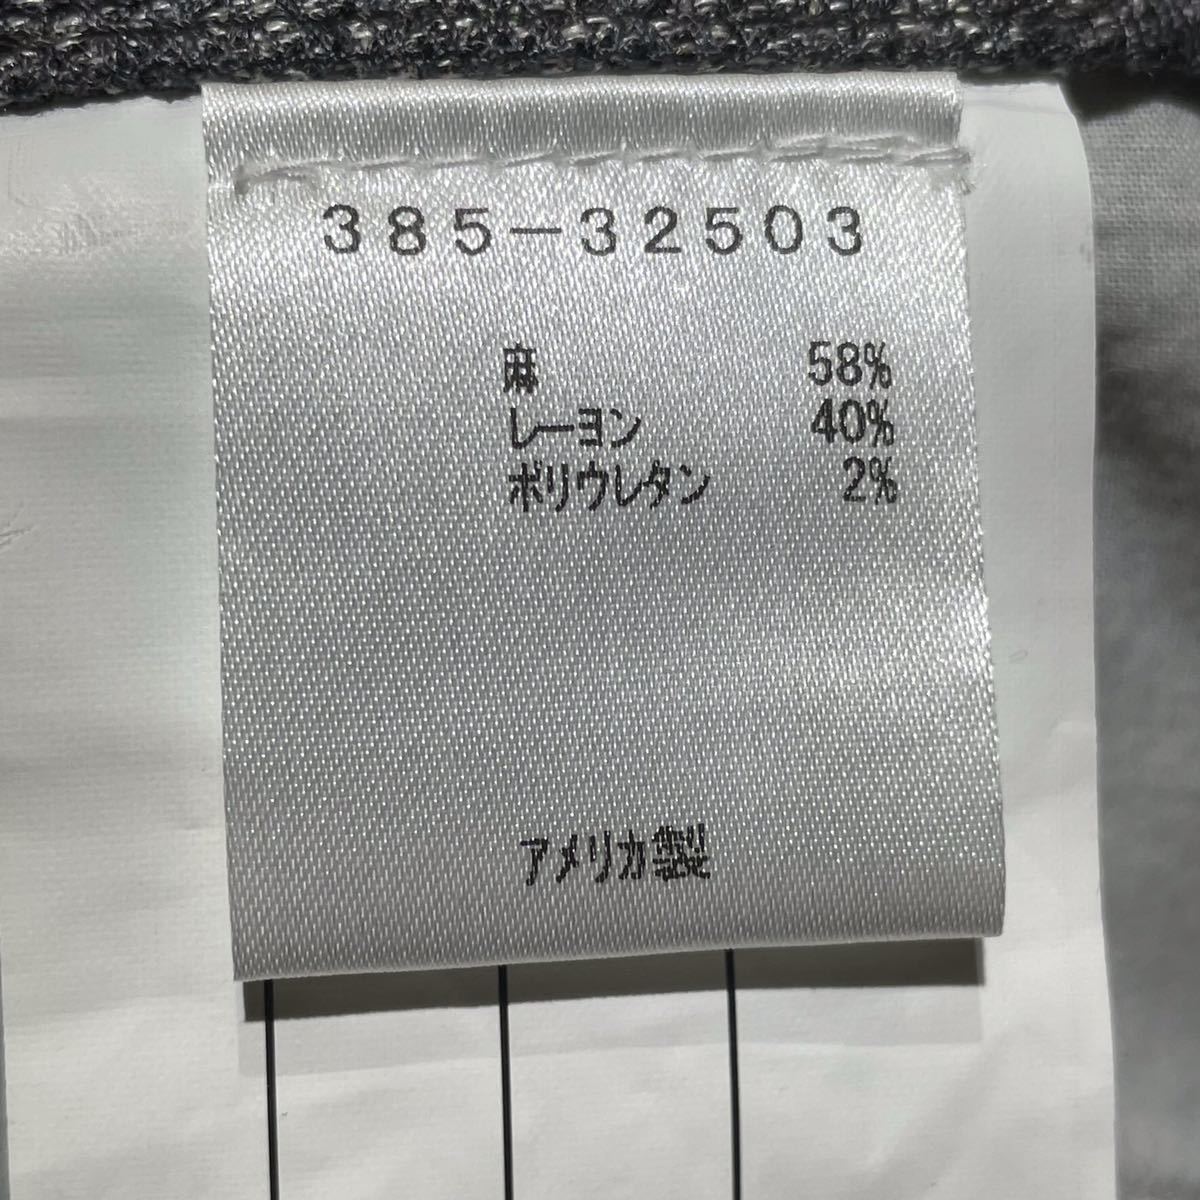 385-32503
麻 58%
レーヨン 40%
ポリウレタン 2%
アメリカ製